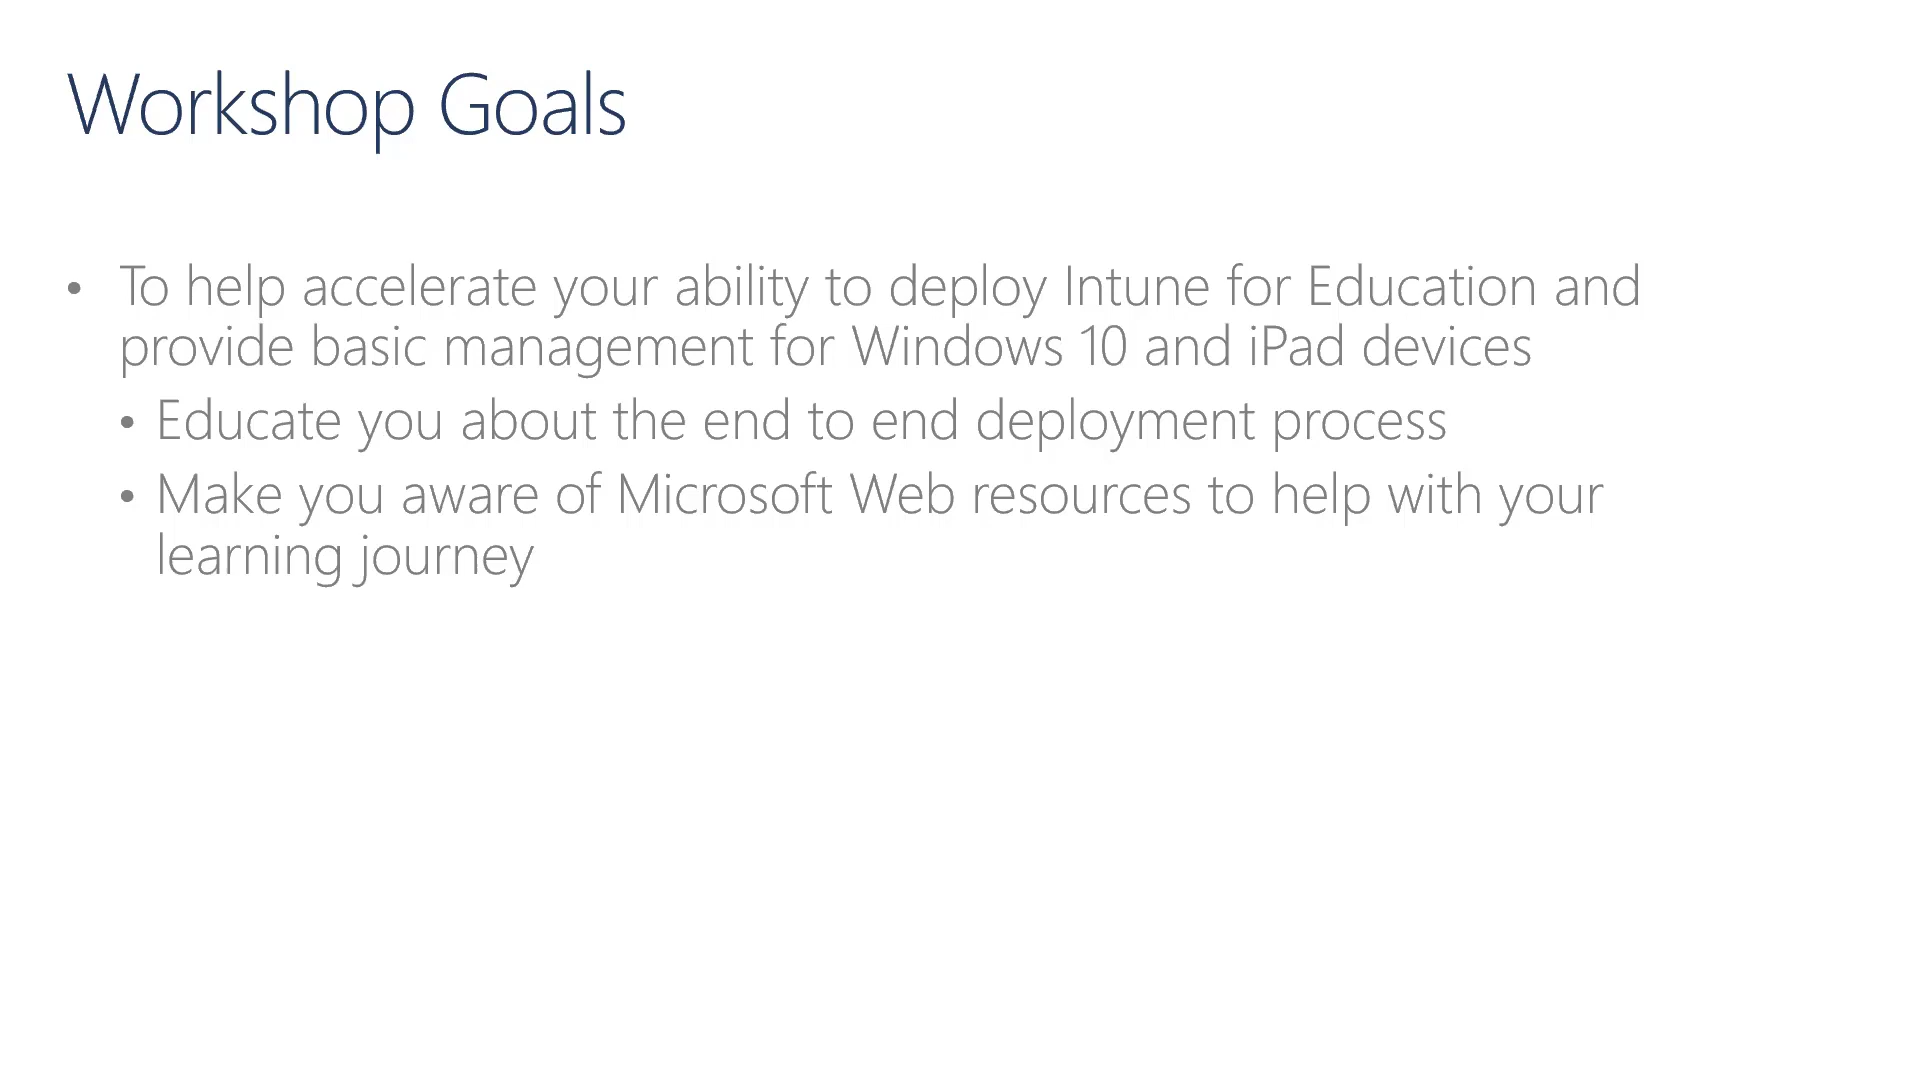 Workshop Goals
• To help accelerate your ability to deploy Intune for Education and
provide basic management for Windows 10 and iPad devices
• Educate you about the end to end deployment process
• Make you aware of Microsoft Web resources to help with your
learning journey